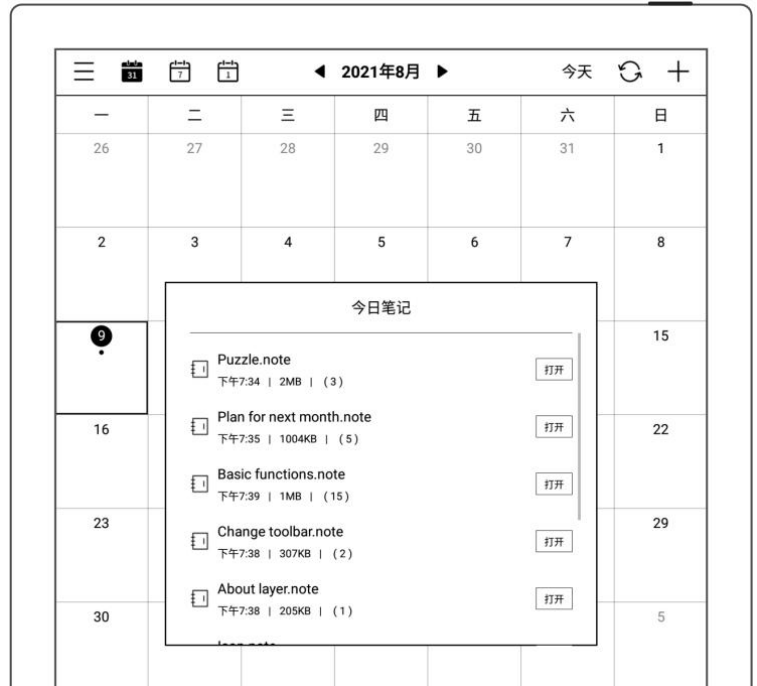 31 7 1 2021年8月 今天
一 二 三 四 五 六 日
26 27 28 29 30 31 1
2 3 4 5 6 7 8
今日笔记
9 15
Puzzle.note
打开
下午7:34 | 2MB | (3)
Plan for next month.note
打开
下午7:35 | 1004KB | (5)
16 22
Basic functions.note
打开
下午7:39 | 1MB | (15)
23 29
Change toolbar.note
打开
下午7:38 | 307KB | (2)
About layer.note
打开
下午7:38 | 205KB | (1)
30 5